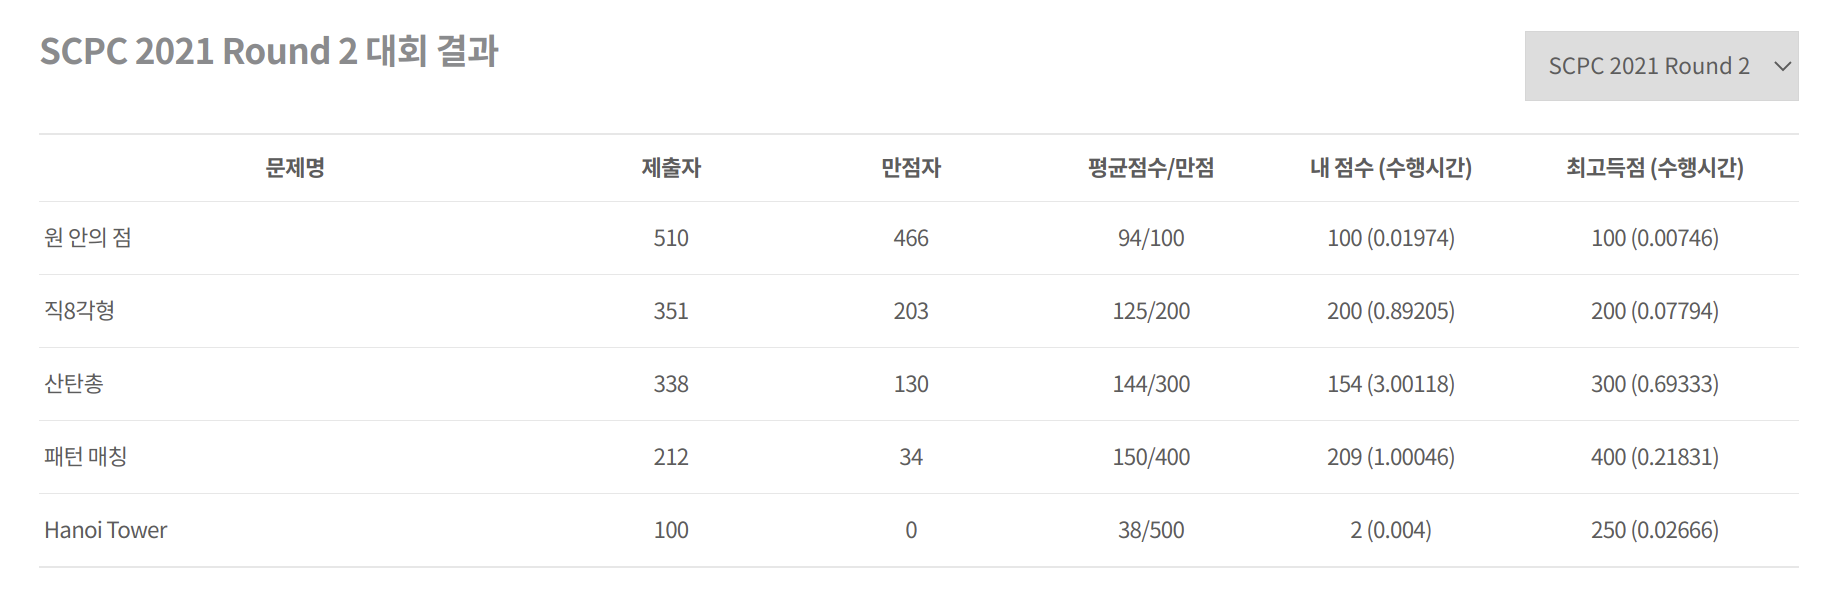 SCPC 2021 Round 2 대회 결과
SCPC 2021 Round 2
문제명 제출자 만점자 평균점수/만점 내 점수 (수행시간) 최고득점 (수행시간)
원 안의 점 510 466 94/100 100 (0.01974) 100 (0.00746)
직8각형 351 203 125/200 200 (0.89205) 200 (0.07794)
산탄총 338 130 144/300 154 (3.00118) 300 (0.69333)
패턴 매칭 212 34 150/400 209 (1.00046) 400 (0.21831)
Hanoi Tower 100 0 38/500 2 (0.004) 250 (0.02666)